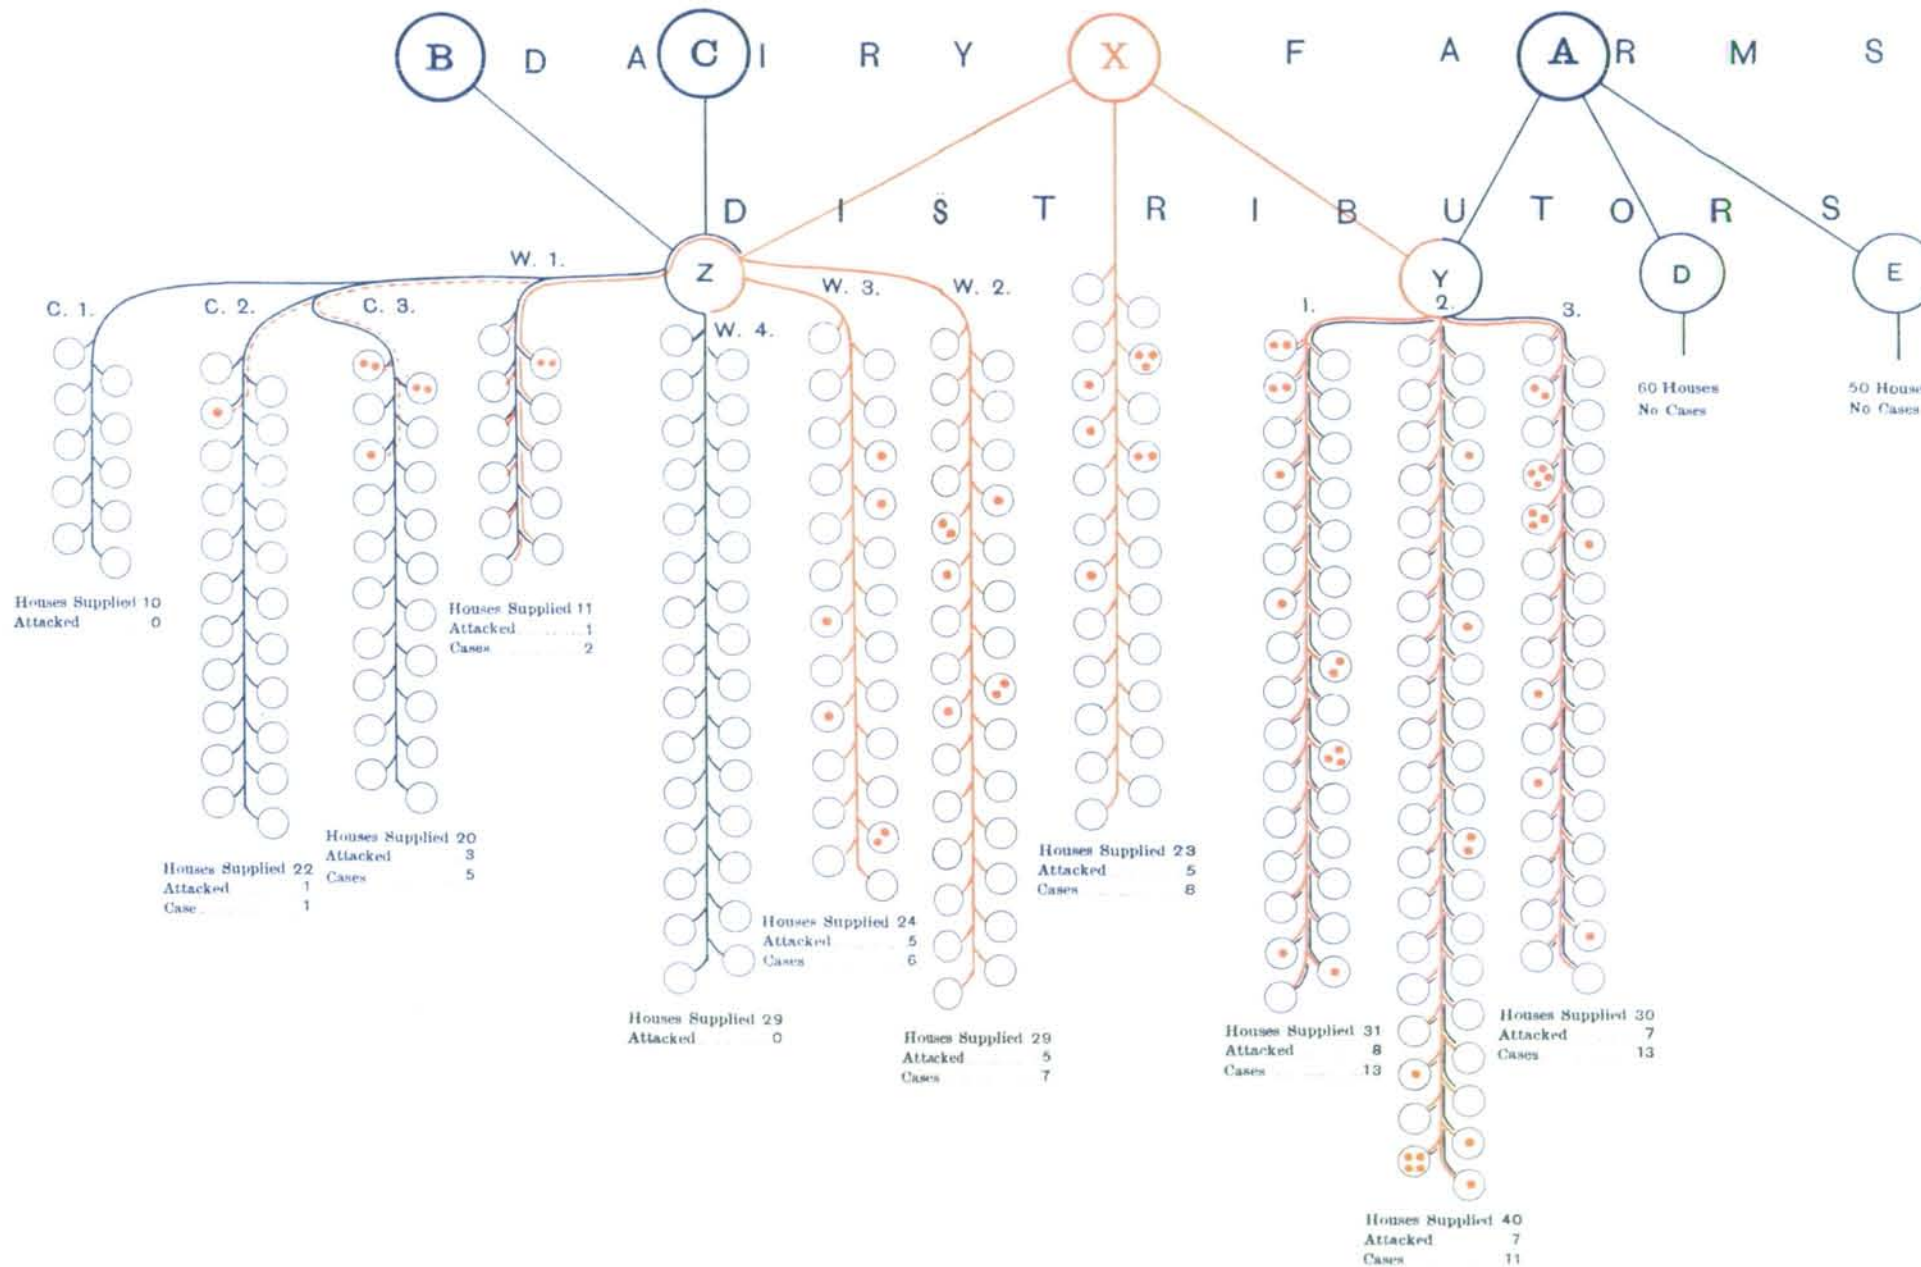 B D A C I R Y X F A A R M S
D I S T R I B U T O R S
Z Y D E
W. 1.
C. 1. C. 2. C. 3. W. 3. W. 2. 1. 2. 3.
W. 4.
60 Houses
No Cases
50 House
No Cases
Houses Supplied 10
Attacked 0
Houses Supplied 11
Attacked 1
Cases 2
Houses Supplied 20
Attacked 3
Cases 5
Houses Supplied 22
Attacked 1
Case 1
Houses Supplied 23
Attacked 5
Cases 8
Houses Supplied 24
Attacked 5
Cases 6
Houses Supplied 29
Attacked 0
Houses Supplied 29
Attacked 5
Cases 7
Houses Supplied 31
Attacked 8
Cases 13
Houses Supplied 30
Attacked 7
Cases 13
Houses Supplied 40
Attacked 7
Cases 11